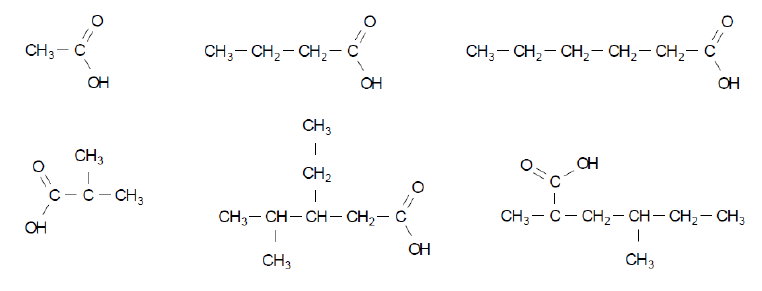 O O O
CH3 – C CH3 – CH2 – CH2 – C CH3 – CH2 – CH2 – CH2 – CH2 – C
OH OH OH
CH3
CH3 O OH
O CH2 O C
C – C – CH3 CH3 – CH – CH – CH2 – C CH3 – C – CH2 – CH – CH2 – CH3
OH OH
CH3 CH3